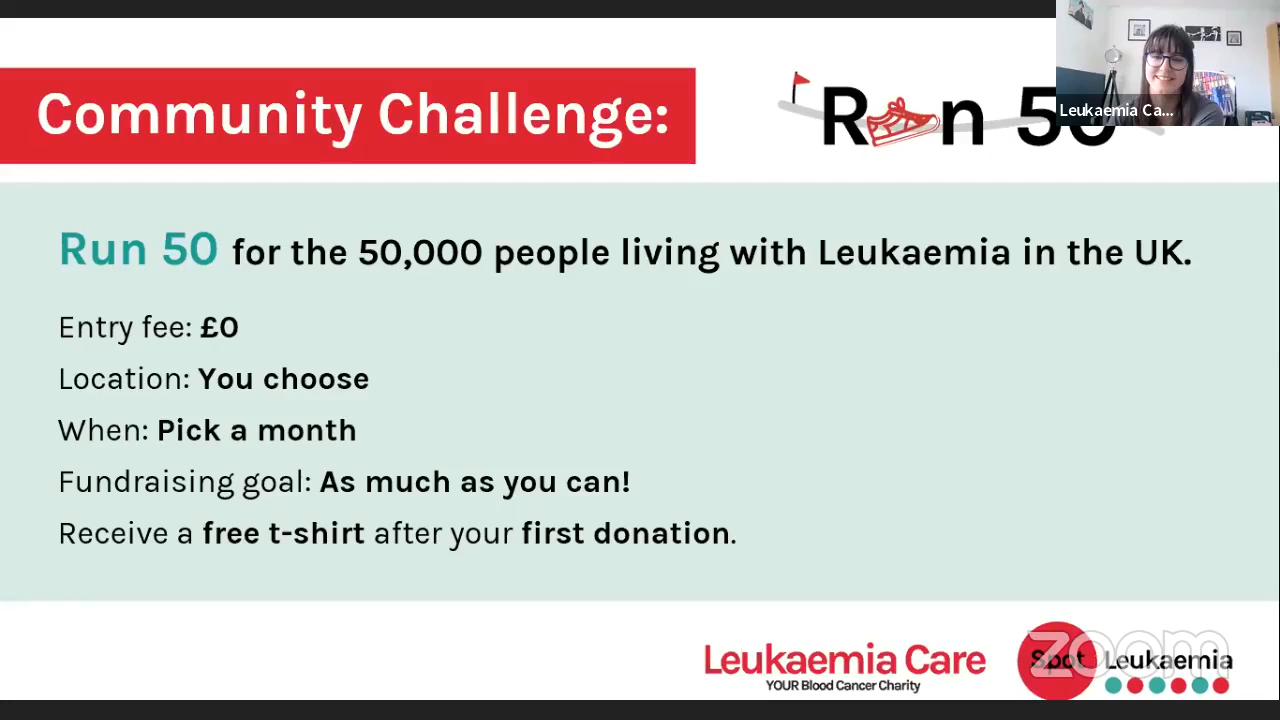 Community Challenge:
Run 50
Leukaemia Ca...
Run 50 for the 50,000 people living with Leukaemia in the UK.
Entry fee: £0
Location: You choose
When: Pick a month
Fundraising goal: As much as you can!
Receive a free t-shirt after your first donation.
Leukaemia Care
YOUR Blood Cancer Charity
Spot Leukaemia
zoom